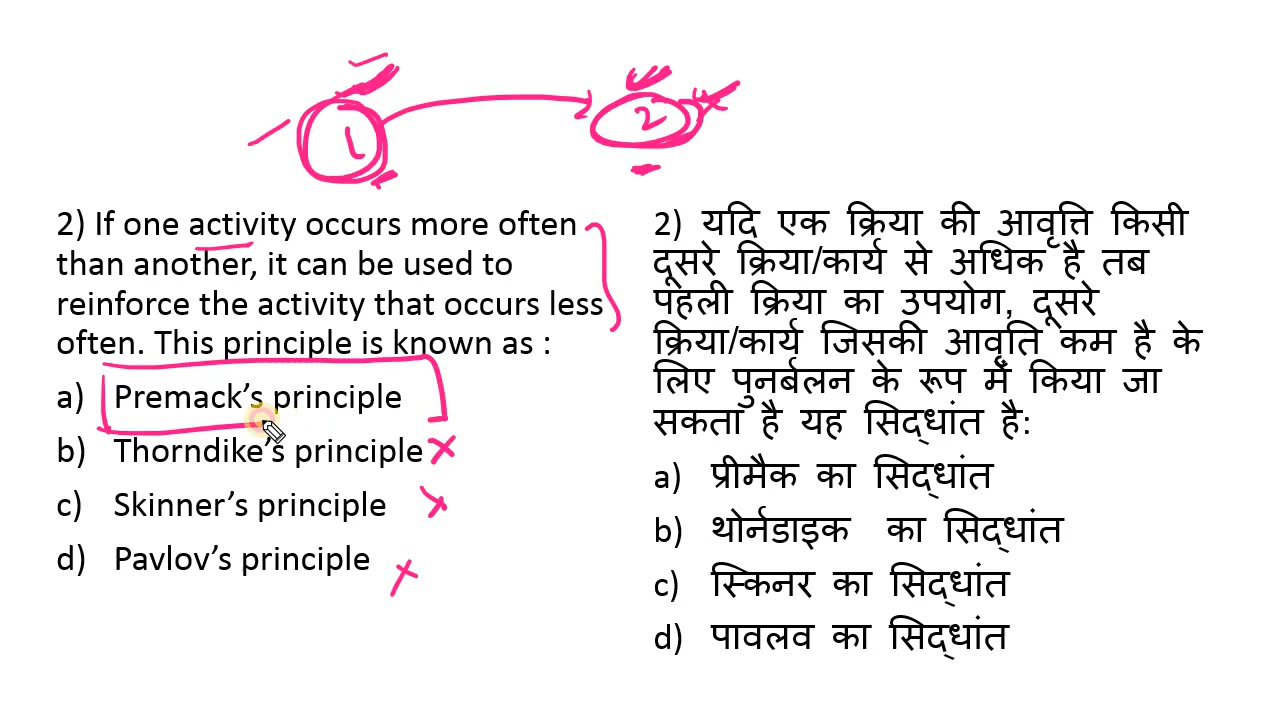 1
2
2) If one activity occurs more often
than another, it can be used to
reinforce the activity that occurs less
often. This principle is known as :
a) Premack’s principle
b) Thorndike’s principle
c) Skinner’s principle
d) Pavlov’s principle
2) यदि एक क्रिया की आवृत्ति किसी
दूसरे क्रिया/कार्य से अधिक है तब
पहली क्रिया का उपयोग, दूसरे
क्रिया/कार्य जिसकी आवृति कम है के
लिए पुनर्बलन के रूप में किया जा
सकता है यह सिद्धांत है:
a) प्रीमैक का सिद्धांत
b) थोर्नडाइक का सिद्धांत
c) स्किनर का सिद्धांत
d) पावलव का सिद्धांत